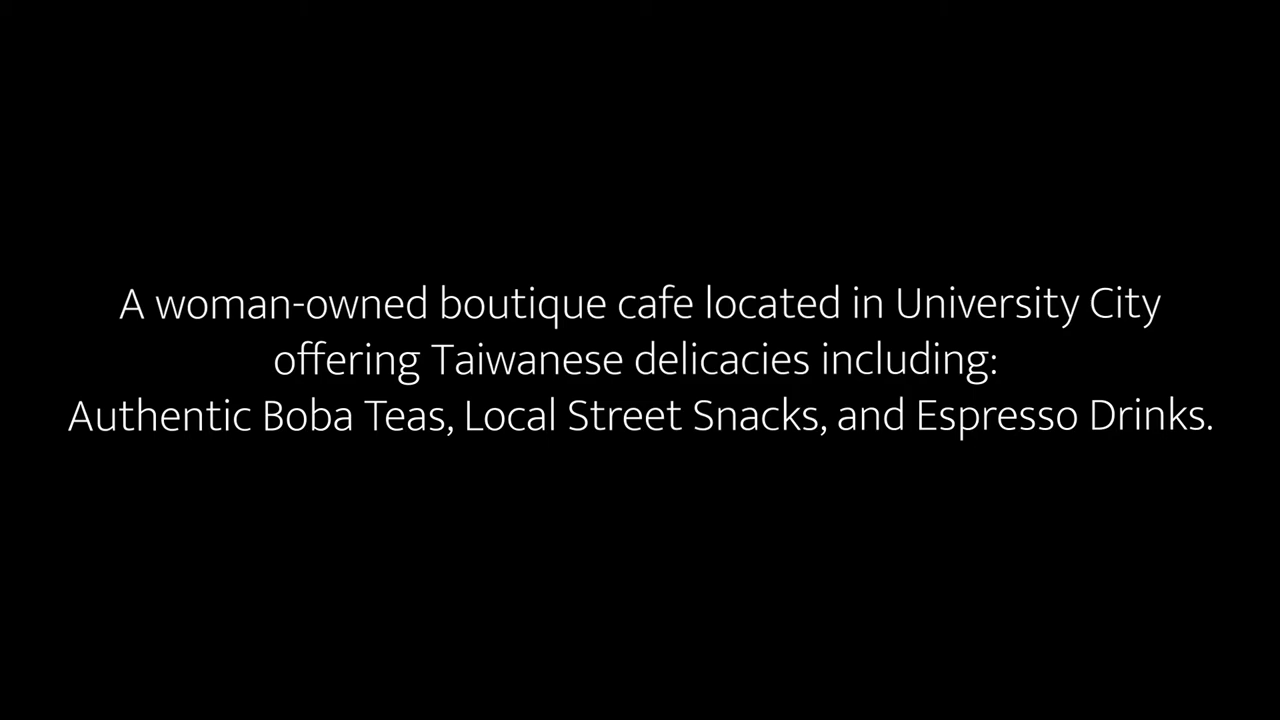 A woman-owned boutique cafe located in University City
offering Taiwanese delicacies including:
Authentic Boba Teas, Local Street Snacks, and Espresso Drinks.